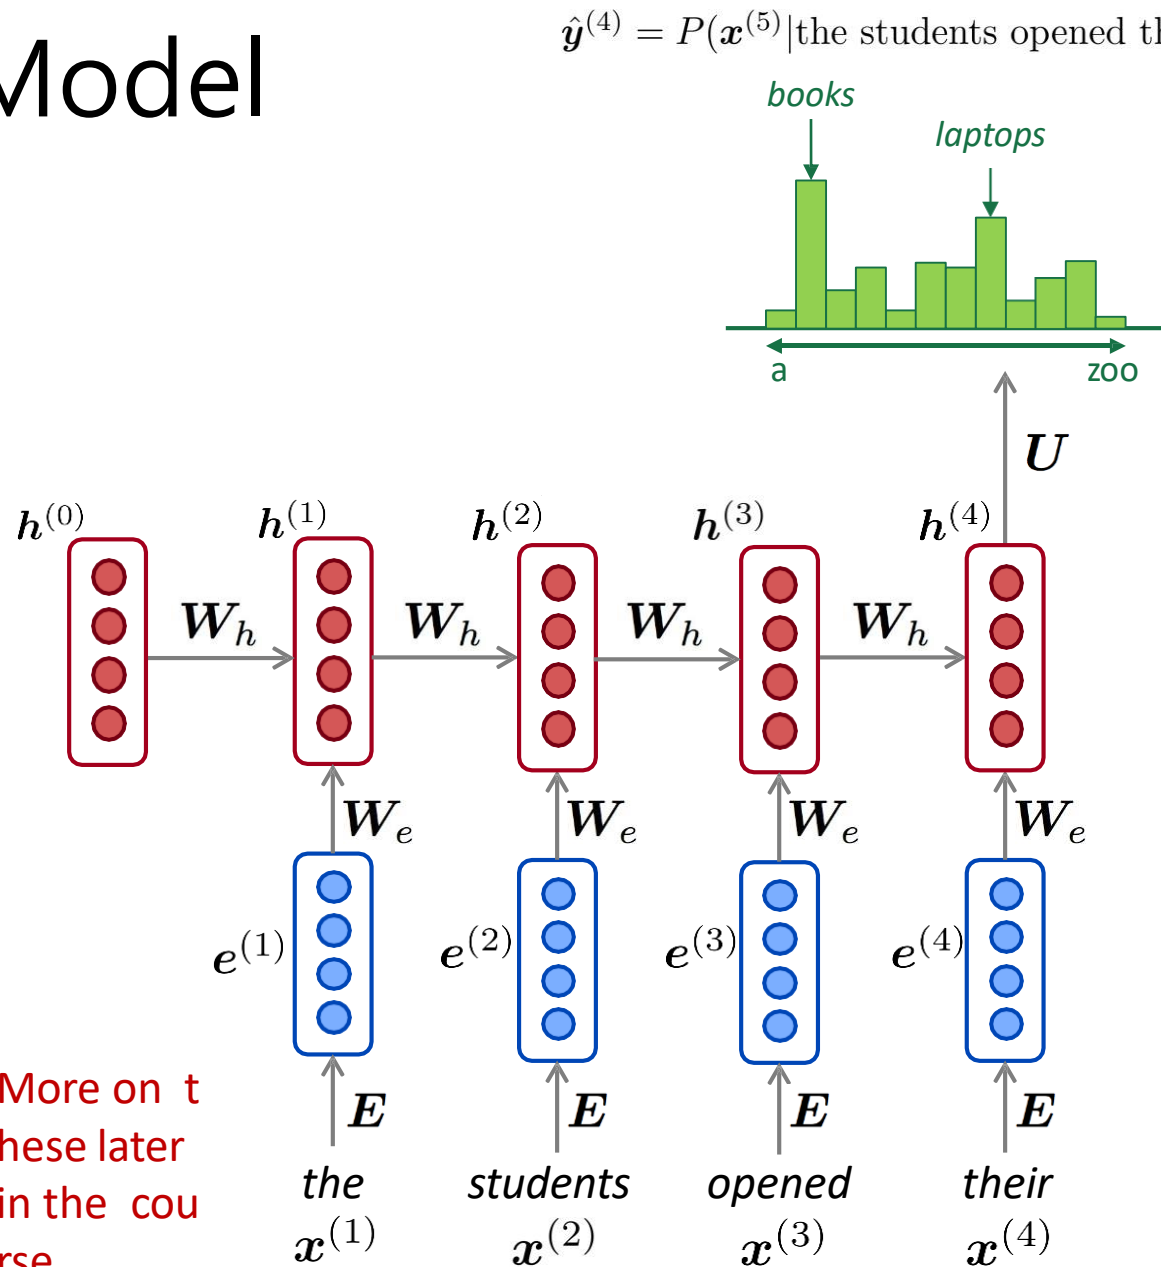 Model
ŷ^(4) = P(x^(5)|the students opened th
books
laptops
a zoo
U
h^(0) h^(1) h^(2) h^(3) h^(4)
W_h W_h W_h W_h
W_e W_e W_e W_e
e^(1) e^(2) e^(3) e^(4)
More on t
hese later
in the cou
rse
E E E E
the students opened their
x^(1) x^(2) x^(3) x^(4)